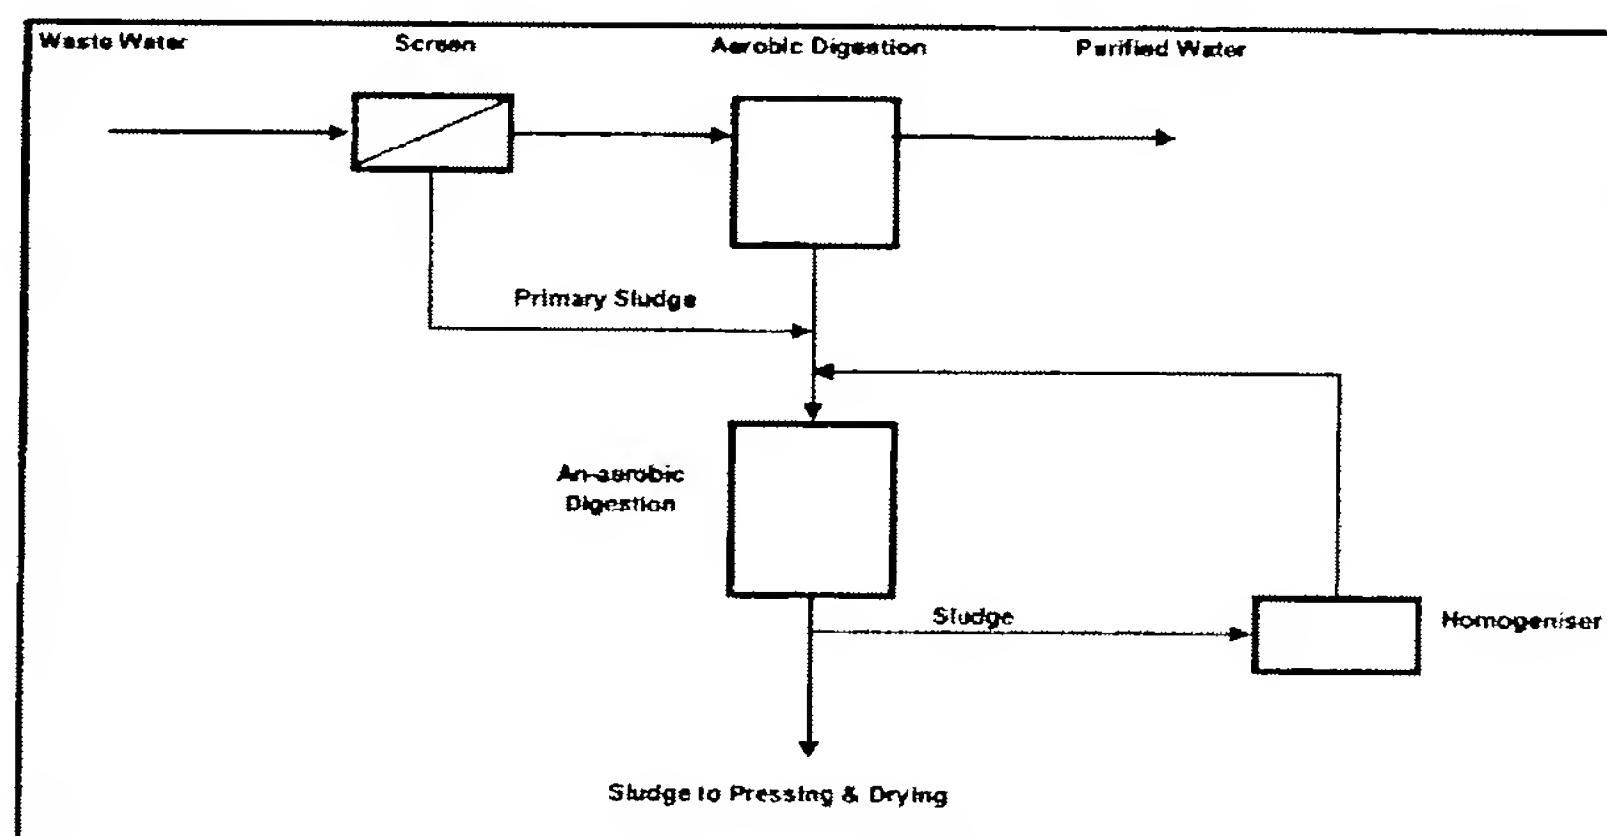 Waste Water
Screen
Aerobic Digestion
Purified Water
Primary Sludge
An-aerobic
Digestion
Sludge
Homogeniser
Sludge to Pressing & Drying